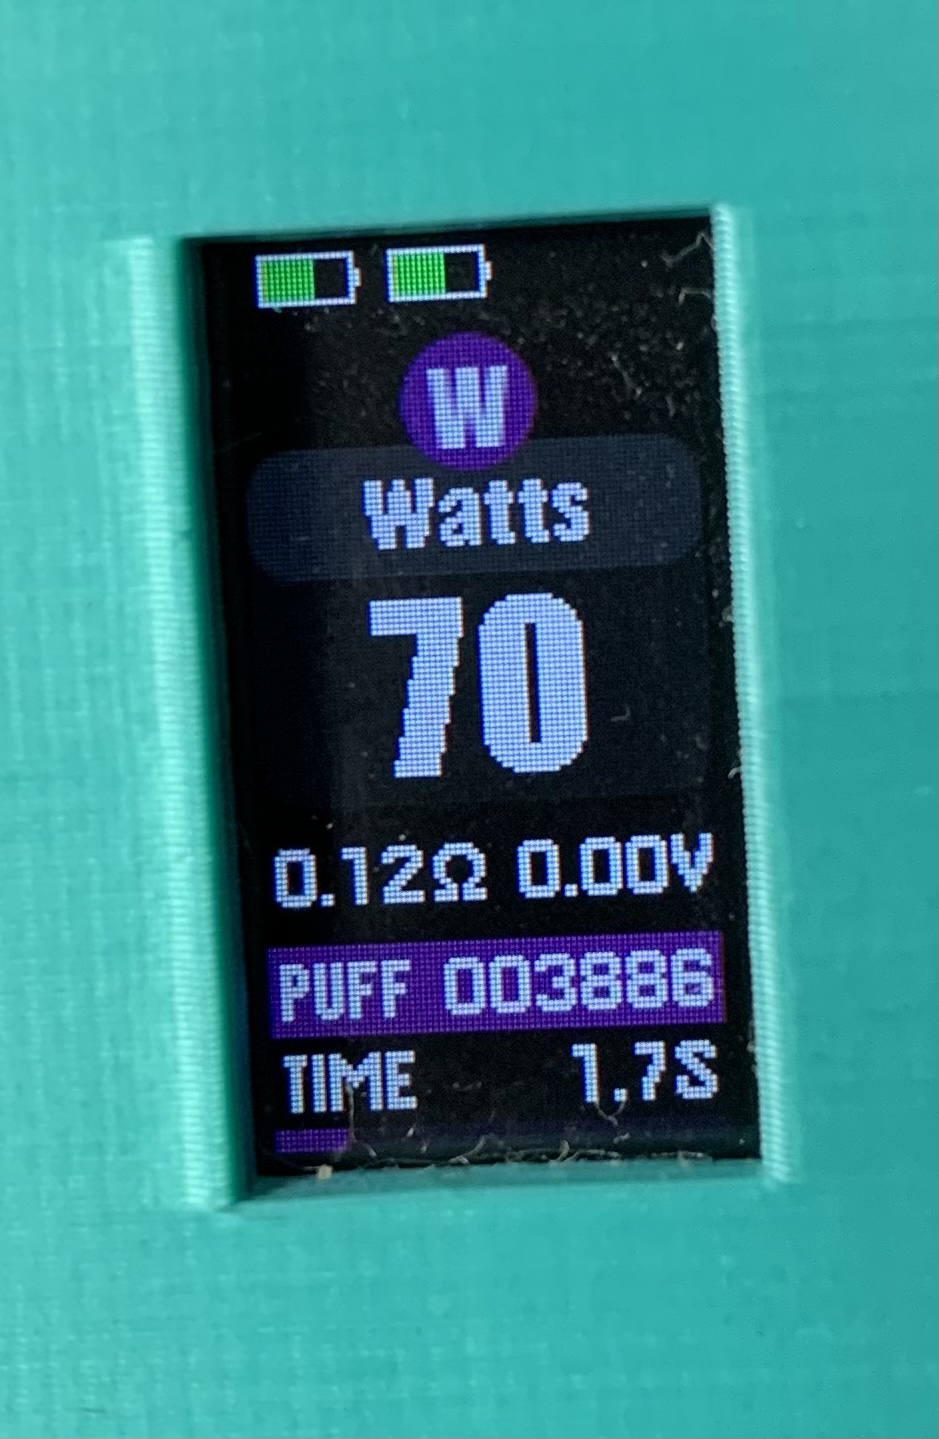 W
Watts
70
0.12Ω 0.00V
PUFF 003886
TIME 1.7S